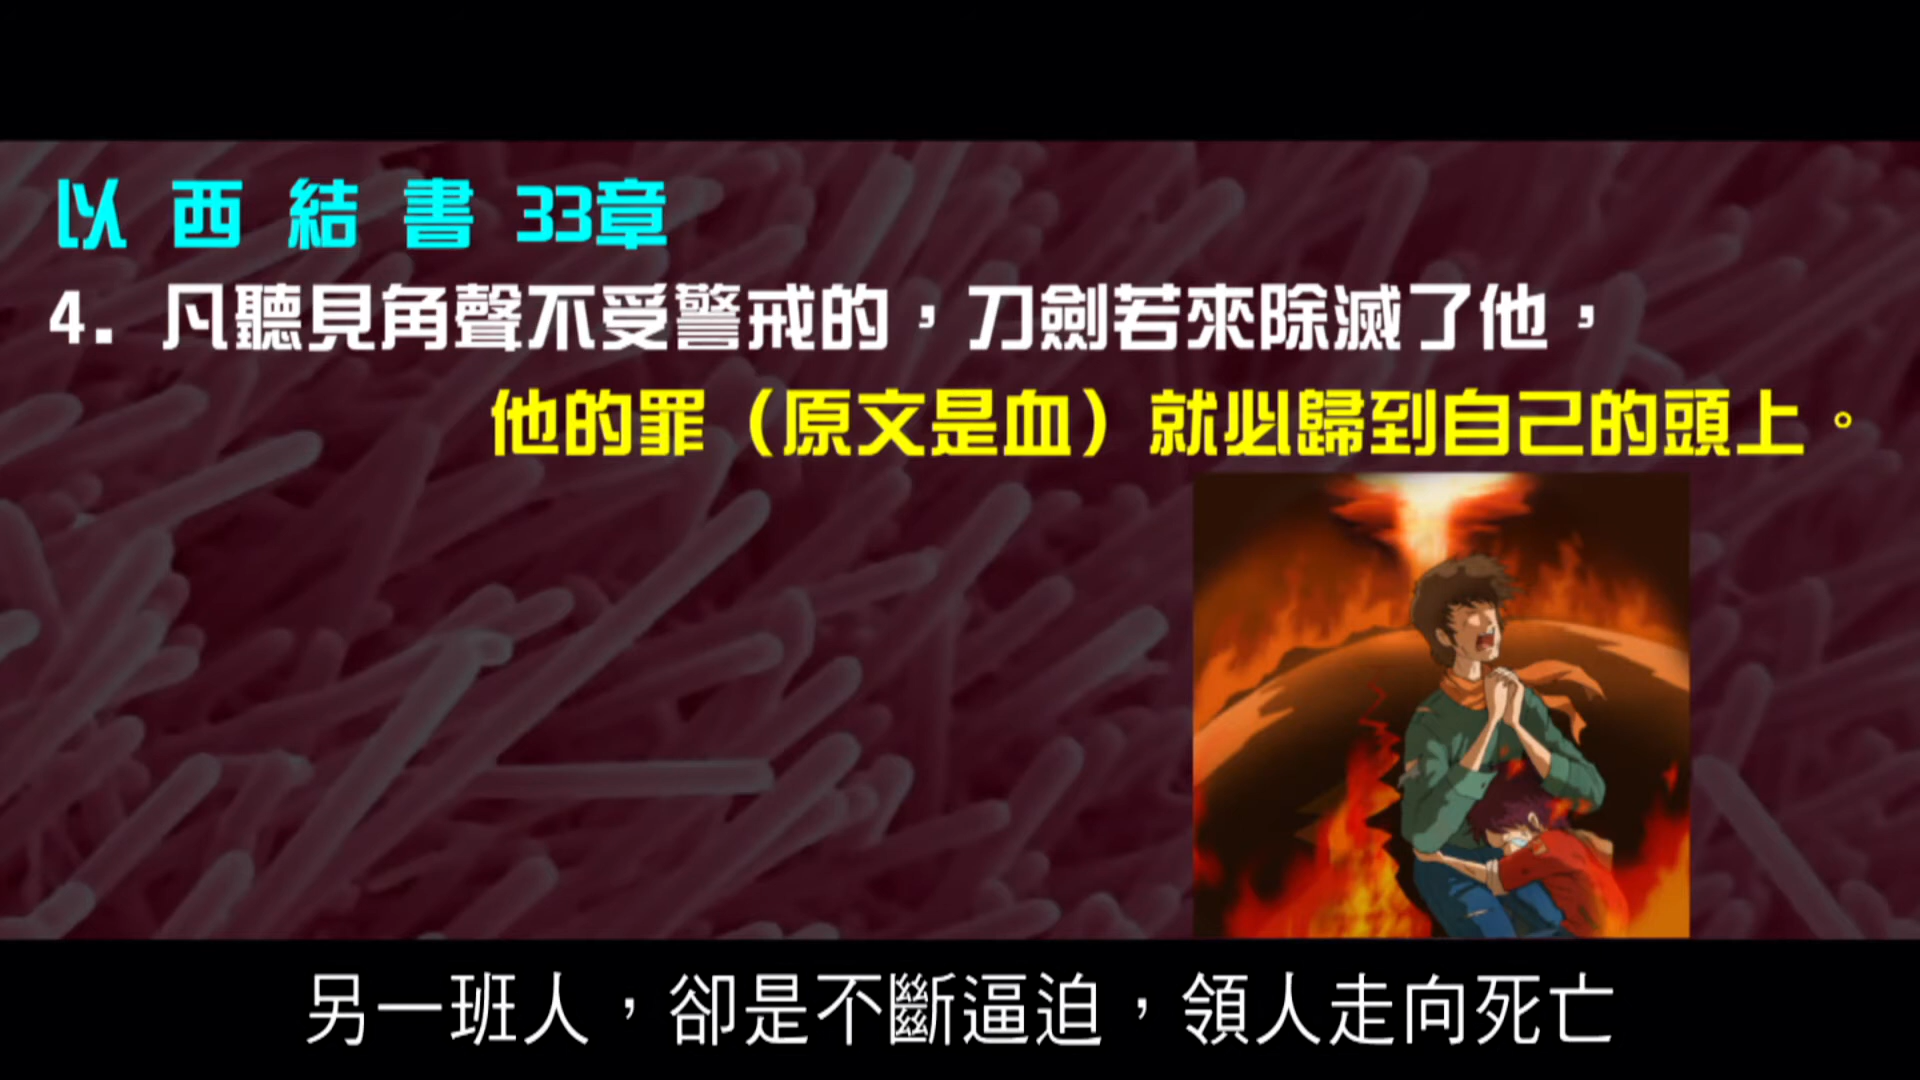 以西結書 33章
4. 凡聽見角聲不受警戒的，刀劍若來除滅了他，
他的罪（原文是血）就必歸到自己的頭上。
另一班人，卻是不斷逼迫，領人走向死亡